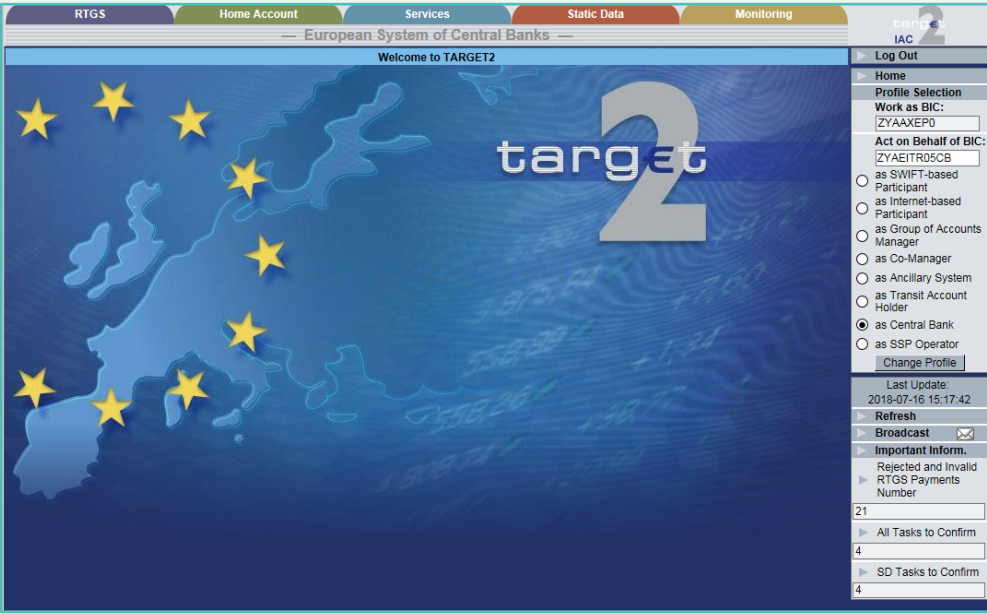 RTGS Home Account Services Static Data Monitoring
— European System of Central Banks —
Welcome to TARGET2
target
2
target
2
IAC
Log Out
Home
Profile Selection
Work as BIC:
ZYAAXEP0
Act on Behalf of BIC:
ZYAEITR05CB
as SWIFT-based
Participant
as Internet-based
Participant
as Group of Accounts
Manager
as Co-Manager
as Ancillary System
as Transit Account
Holder
as Central Bank
as SSP Operator
Change Profile
Last Update:
2018-07-16 15:17:42
Refresh
Broadcast
Important Inform.
Rejected and Invalid
RTGS Payments
Number
21
All Tasks to Confirm
4
SD Tasks to Confirm
4